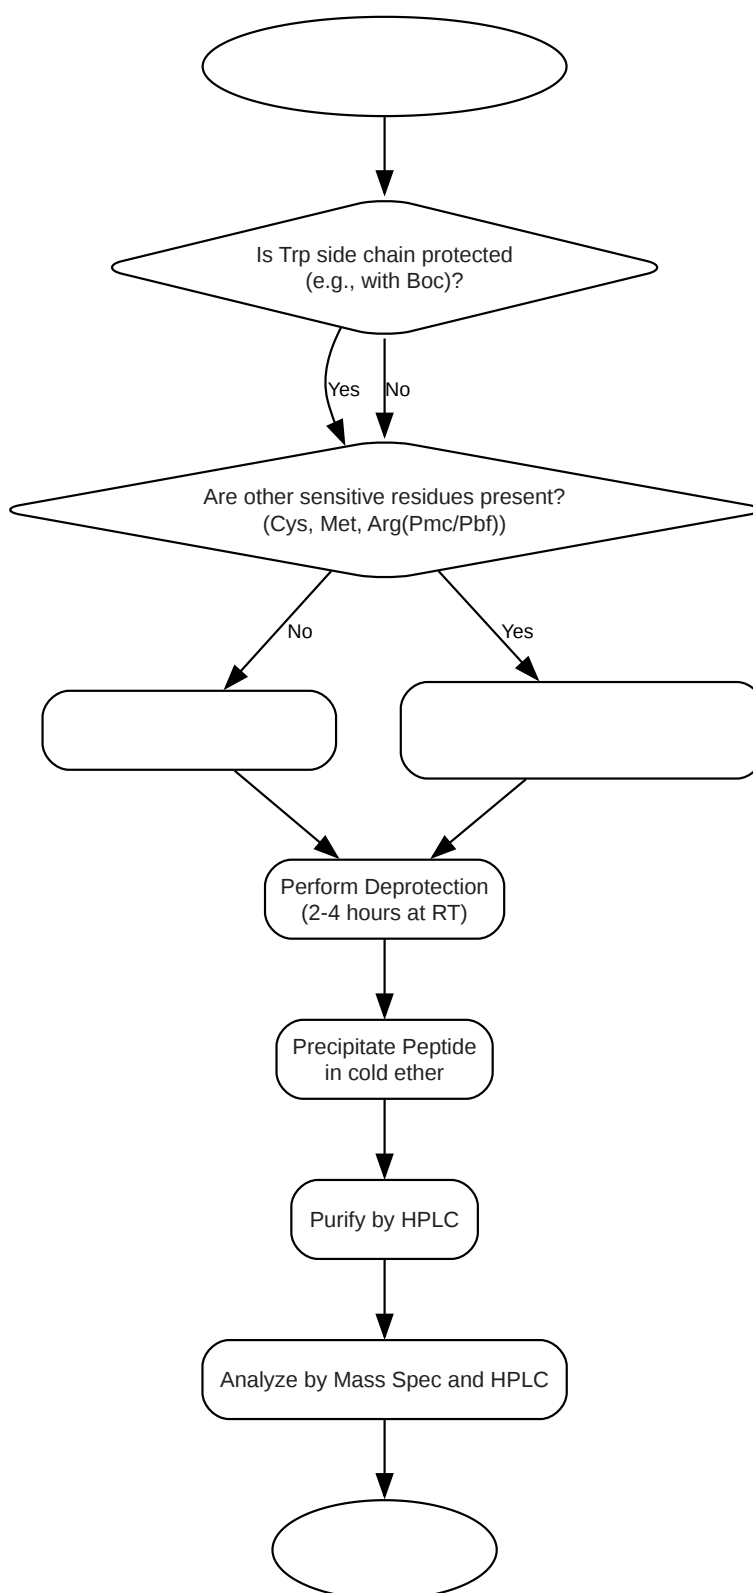 Is Trp side chain protected
(e.g., with Boc)?
Yes
No
Are other sensitive residues present?
(Cys, Met, Arg(Pmc/Pbf))
No
Yes
Perform Deprotection
(2-4 hours at RT)
Precipitate Peptide
in cold ether
Purify by HPLC
Analyze by Mass Spec and HPLC